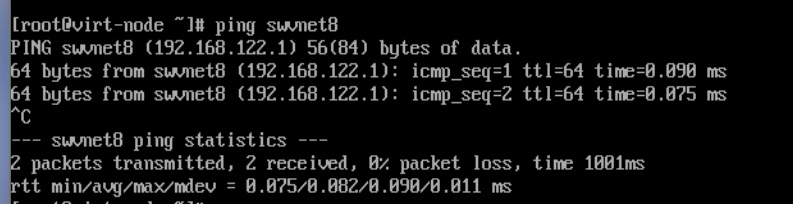 [root@virt-node ~]# ping swvnet8
PING swvnet8 (192.168.122.1) 56(84) bytes of data.
64 bytes from swvnet8 (192.168.122.1): icmp_seq=1 ttl=64 time=0.090 ms
64 bytes from swvnet8 (192.168.122.1): icmp_seq=2 ttl=64 time=0.075 ms
^C
--- swvnet8 ping statistics ---
2 packets transmitted, 2 received, 0% packet loss, time 1001ms
rtt min/avg/max/mdev = 0.075/0.082/0.090/0.011 ms
[root@virt-node ~]#